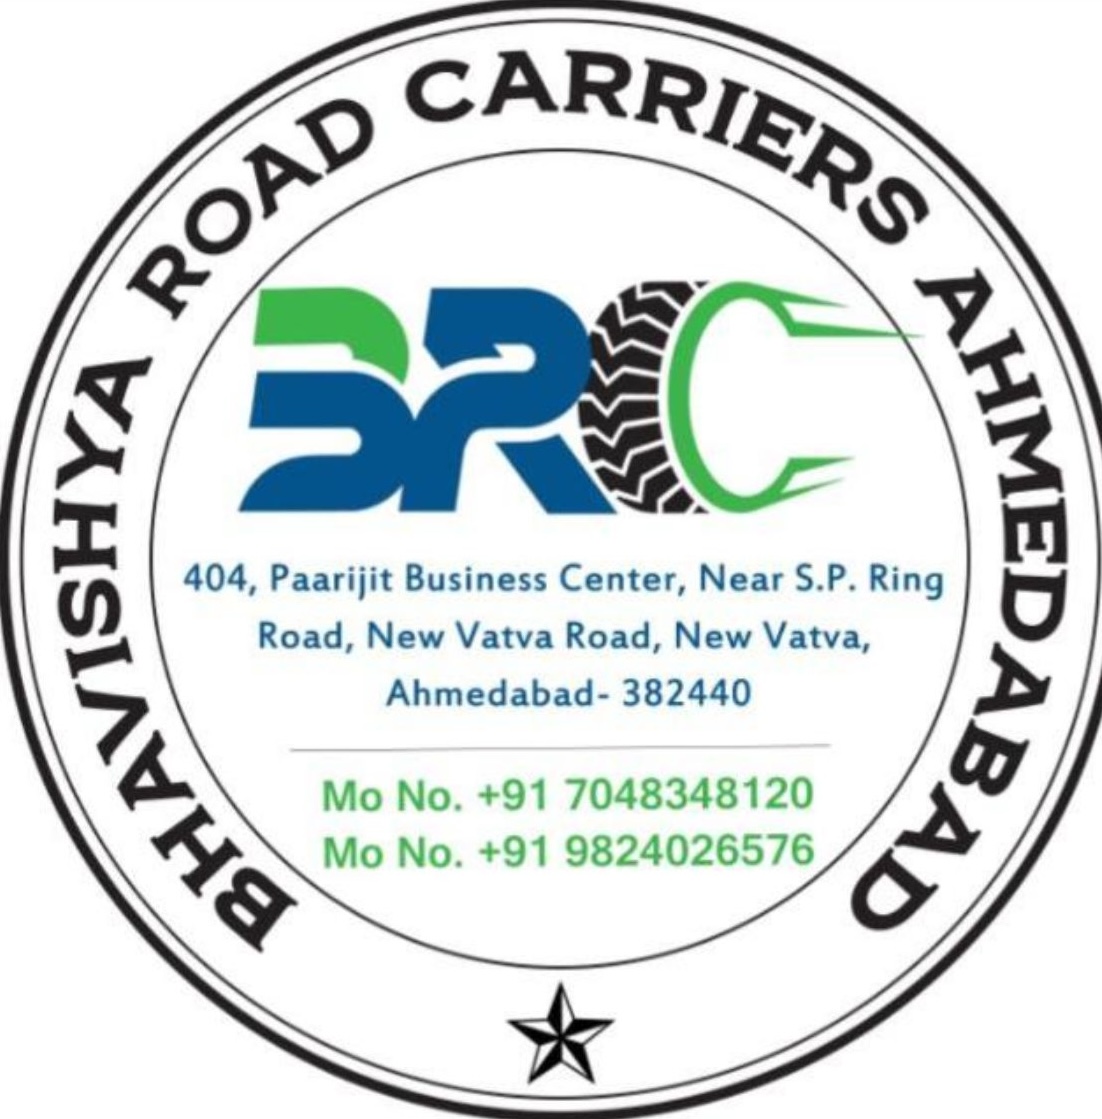 BHAVISHYA ROAD CARRIERS AHMEDABAD
BRC
404, Paarijit Business Center, Near S.P. Ring
Road, New Vatva Road, New Vatva,
Ahmedabad- 382440
Mo No. +91 7048348120
Mo No. +91 9824026576